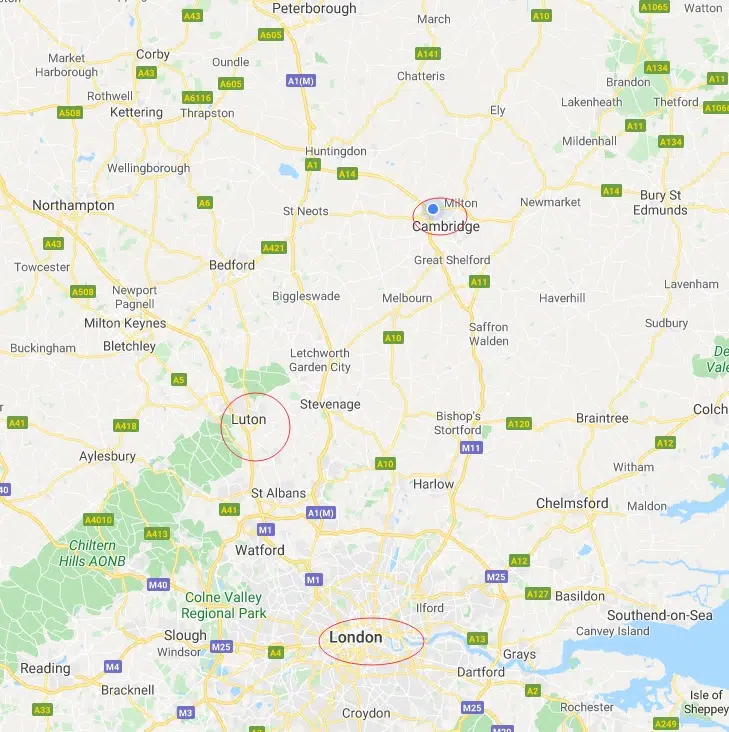 Peterborough
A43
March
A10
A1065
Watton
A605
Corby
Oundle
A141
Market
Harborough
A43
A1(M)
Chatteris
A134
A11
Brandon
Rothwell
A6116
A605
Lakenheath
Thetford
A508
Kettering
Thrapston
Ely
A1066
A11
Mildenhall
A134
Huntingdon
A1
A14
Wellingborough
A14
Northampton
A6
St Neots
Milton
Newmarket
Bury St
Edmunds
Cambridge
A43
A421
Towcester
Bedford
Great Shelford
A508
Newport
Pagnell
Biggleswade
Melbourn
A11
Haverhill
Lavenham
Milton Keynes
Saffron
Walden
Sudbury
Buckingham
Bletchley
A10
Letchworth
Garden City
De
Vale
A5
Stevenage
Luton
Bishop's
Stortford
A120
Braintree
Colch
A41
A418
M11
A12
Aylesbury
A10
Witham
40
St Albans
Harlow
Chelmsford
Maldon
A41
A1(M)
A4010
A413
M1
Chiltern
Hills AONB
Watford
A12
M40
M1
M25
A127
Basildon
Colne Valley
Regional Park
Ilford
Southend-on-Sea
Canvey Island
Slough
Windsor
M25
A4
London
A13
Grays
Reading
M4
Dartford
Bracknell
A2
Isle of
Sheppey
A33
M3
Croydon
M25
Rochester
A249